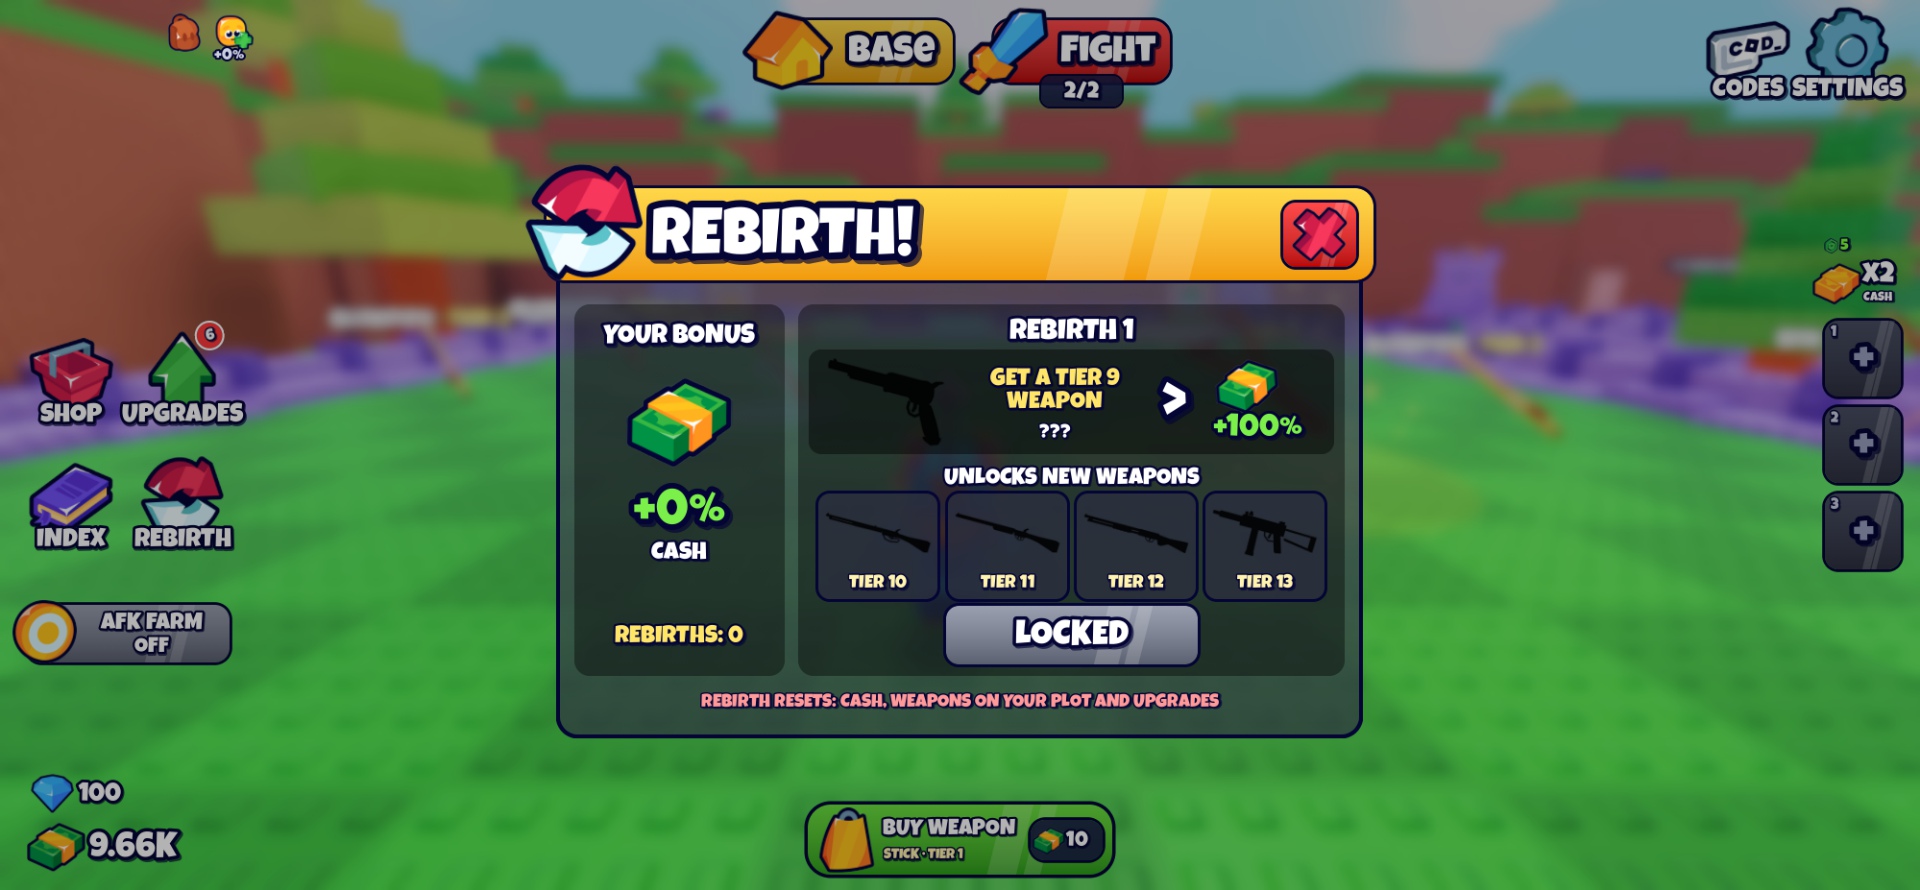 +0%
BASE
FIGHT
2/2
COD_
CODES
SETTINGS
REBIRTH!
5
X2
CASH
1
2
3
6
SHOP
UPGRADES
INDEX
REBIRTH
AFK FARM
OFF
YOUR BONUS
+0%
CASH
REBIRTHS: 0
REBIRTH 1
GET A TIER 9
WEAPON
???
>
+100%
UNLOCKS NEW WEAPONS
TIER 10
TIER 11
TIER 12
TIER 13
LOCKED
REBIRTH RESETS: CASH, WEAPONS ON YOUR PLOT AND UPGRADES
100
9.66K
BUY WEAPON
STICK · TIER 1
10